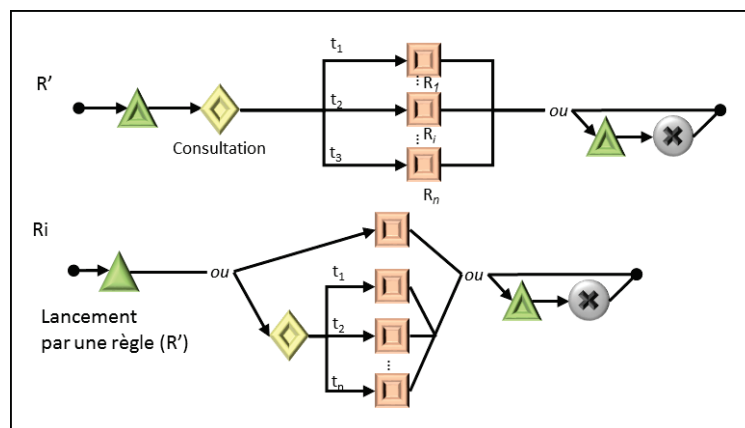 R'
t₁
R₁
t₂
ou
Consultation
Rᵢ
t₃
Rₙ
Ri
t₁
ou
ou
t₂
Lancement
par une règle (R')
tₙ